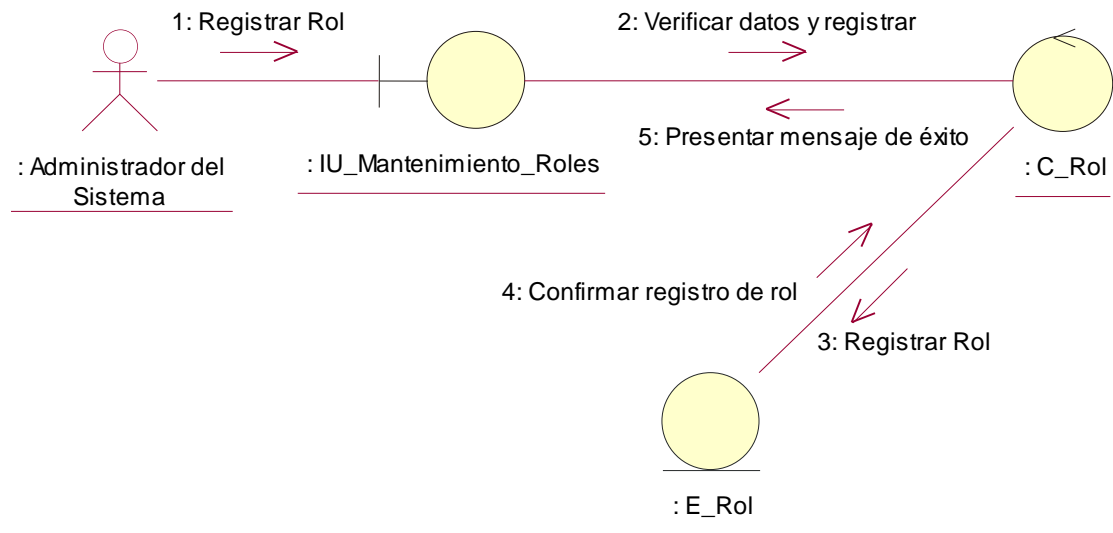 1: Registrar Rol
2: Verificar datos y registrar
5: Presentar mensaje de éxito
: Administrador del
Sistema
: IU_Mantenimiento_Roles
: C_Rol
4: Confirmar registro de rol
3: Registrar Rol
: E_Rol